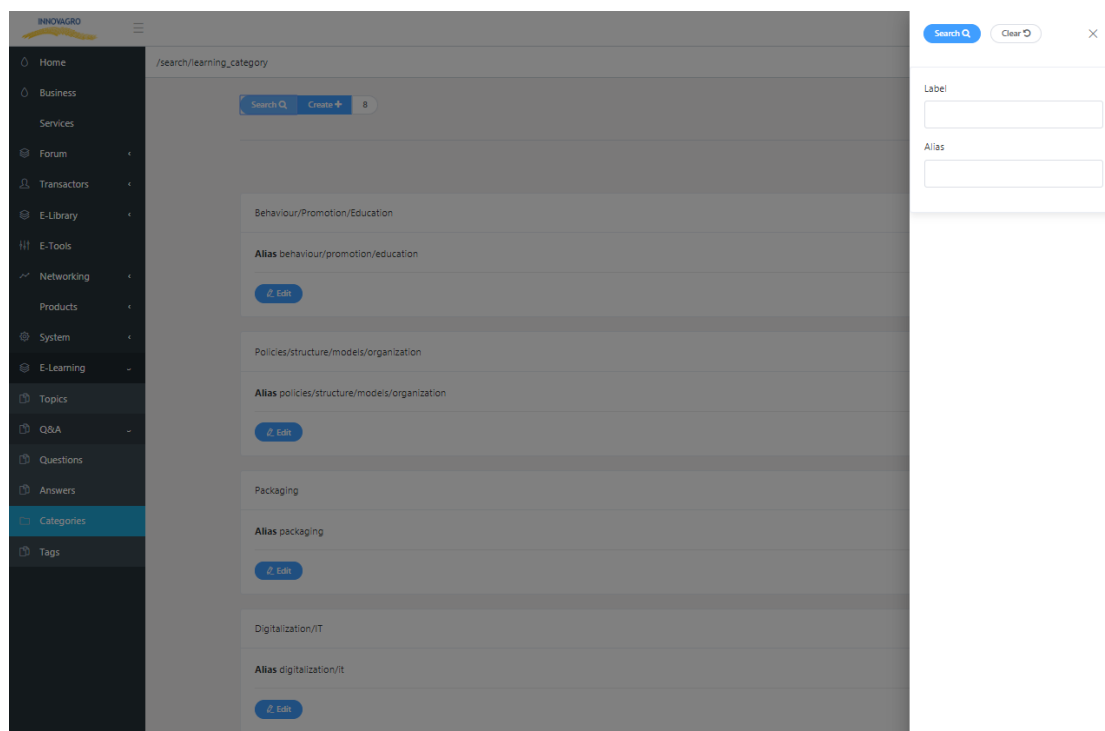 INNOVAGRO
Home
Business
Services
Forum
Transactors
E-Library
E-Tools
Networking
Products
System
E-Learning
Topics
Q&A
Questions
Answers
Categories
Tags
/search/learning_category
Search Create 8
Behaviour/Promotion/Education
Alias behaviour/promotion/education
Edit
Policies/structure/models/organization
Alias policies/structure/models/organization
Edit
Packaging
Alias packaging
Edit
Digitalization/IT
Alias digitalization/it
Edit
Search Clear
Label
Alias